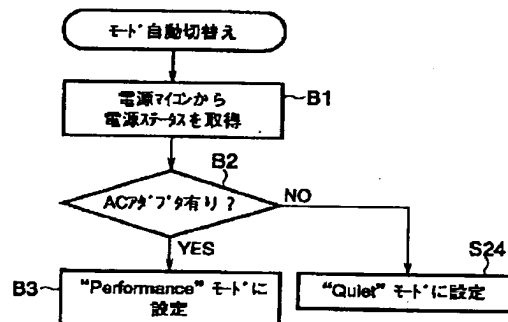 モード自動切替え
電源マイコンから
電源ステータスを取得
B1
B2
ACアダプタ有り?
NO
YES
S24
B3
"Performance" モードに
設定
"Quiet" モードに設定